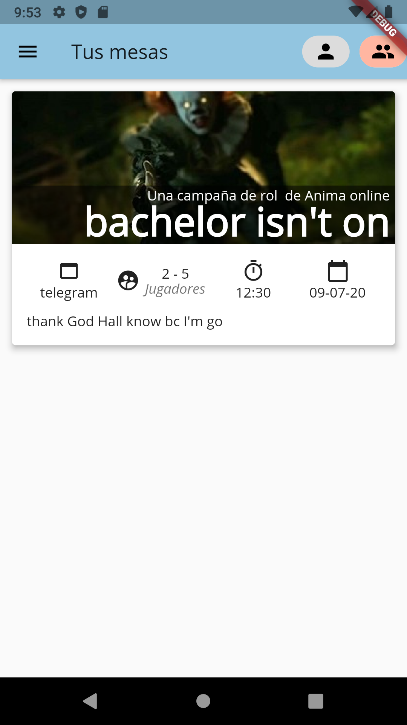 9:53
DEBUG
Tus mesas
Una campaña de rol  de Anima online
bachelor isn't on
telegram
2 - 5
Jugadores
12:30
09-07-20
thank God Hall know bc I'm go